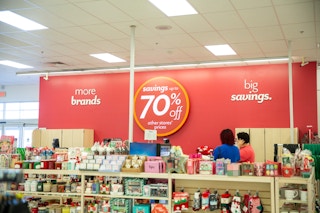 more
brands
savings up to
70% off
other stores'
prices
big
savings.